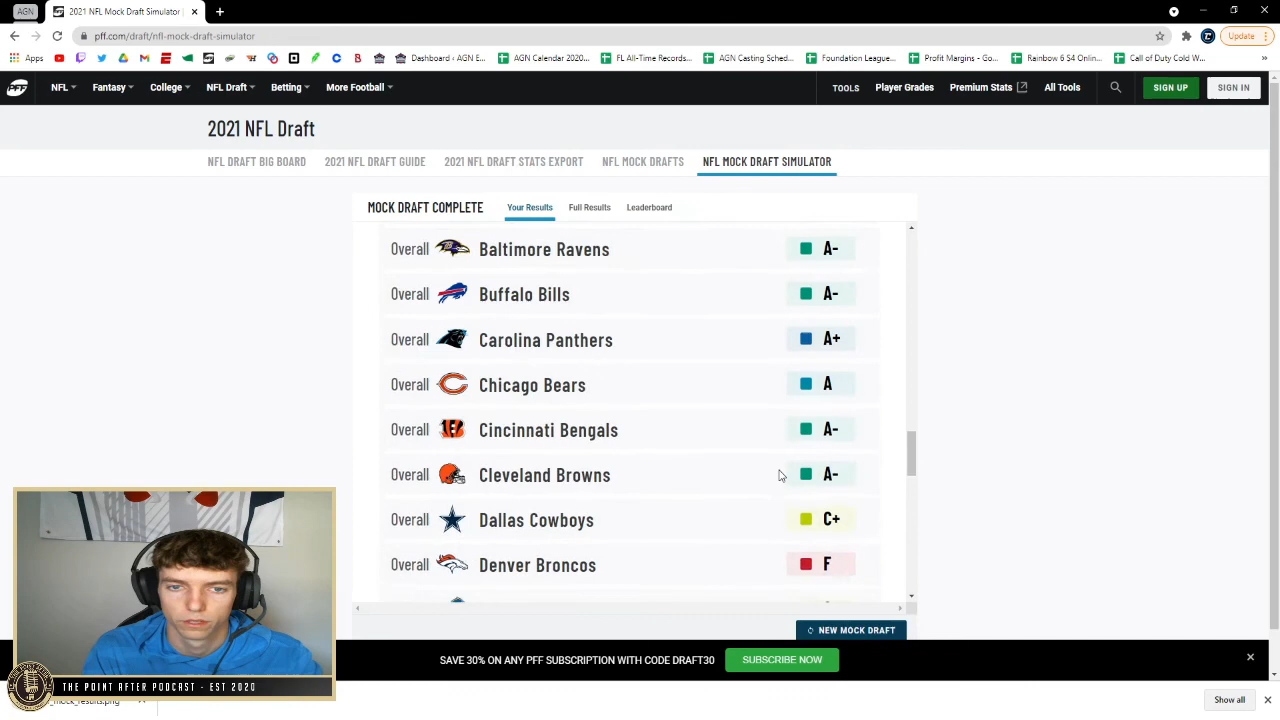 AGN
2021 NFL Draft Simulator
pff.com/draft/nfl-mock-draft-simulator
Update
Apps
Dashboard ‹ AGN...
AGN Calendar 2020...
FL All-Time Records...
AGN Casting Sched...
Foundation League...
Profit Margins - Go...
Rainbow 6 S4 Onlin...
Call of Duty Cold W...
»
PFF
NFL
Fantasy
College
NFL Draft
Betting
More Football
TOOLS
Player Grades
Premium Stats
All Tools
SIGN UP
SIGN IN
2021 NFL Draft
NFL DRAFT BIG BOARD
2021 NFL DRAFT GUIDE
2021 NFL DRAFT STATS EXPORT
NFL MOCK DRAFTS
NFL MOCK DRAFT SIMULATOR
MOCK DRAFT COMPLETE
Your Results
Full Results
Leaderboard
Overall Baltimore Ravens A-
Overall Buffalo Bills A-
Overall Carolina Panthers A+
Overall Chicago Bears A
Overall Cincinnati Bengals A-
Overall Cleveland Browns A-
Overall Dallas Cowboys C+
Overall Denver Broncos F
NEW MOCK DRAFT
SAVE 30% ON ANY PFF SUBSCRIPTION WITH CODE DRAFT30
SUBSCRIBE NOW
THE POINT AFTER PODCAST - EST 2020
_mock_results.png
Show all